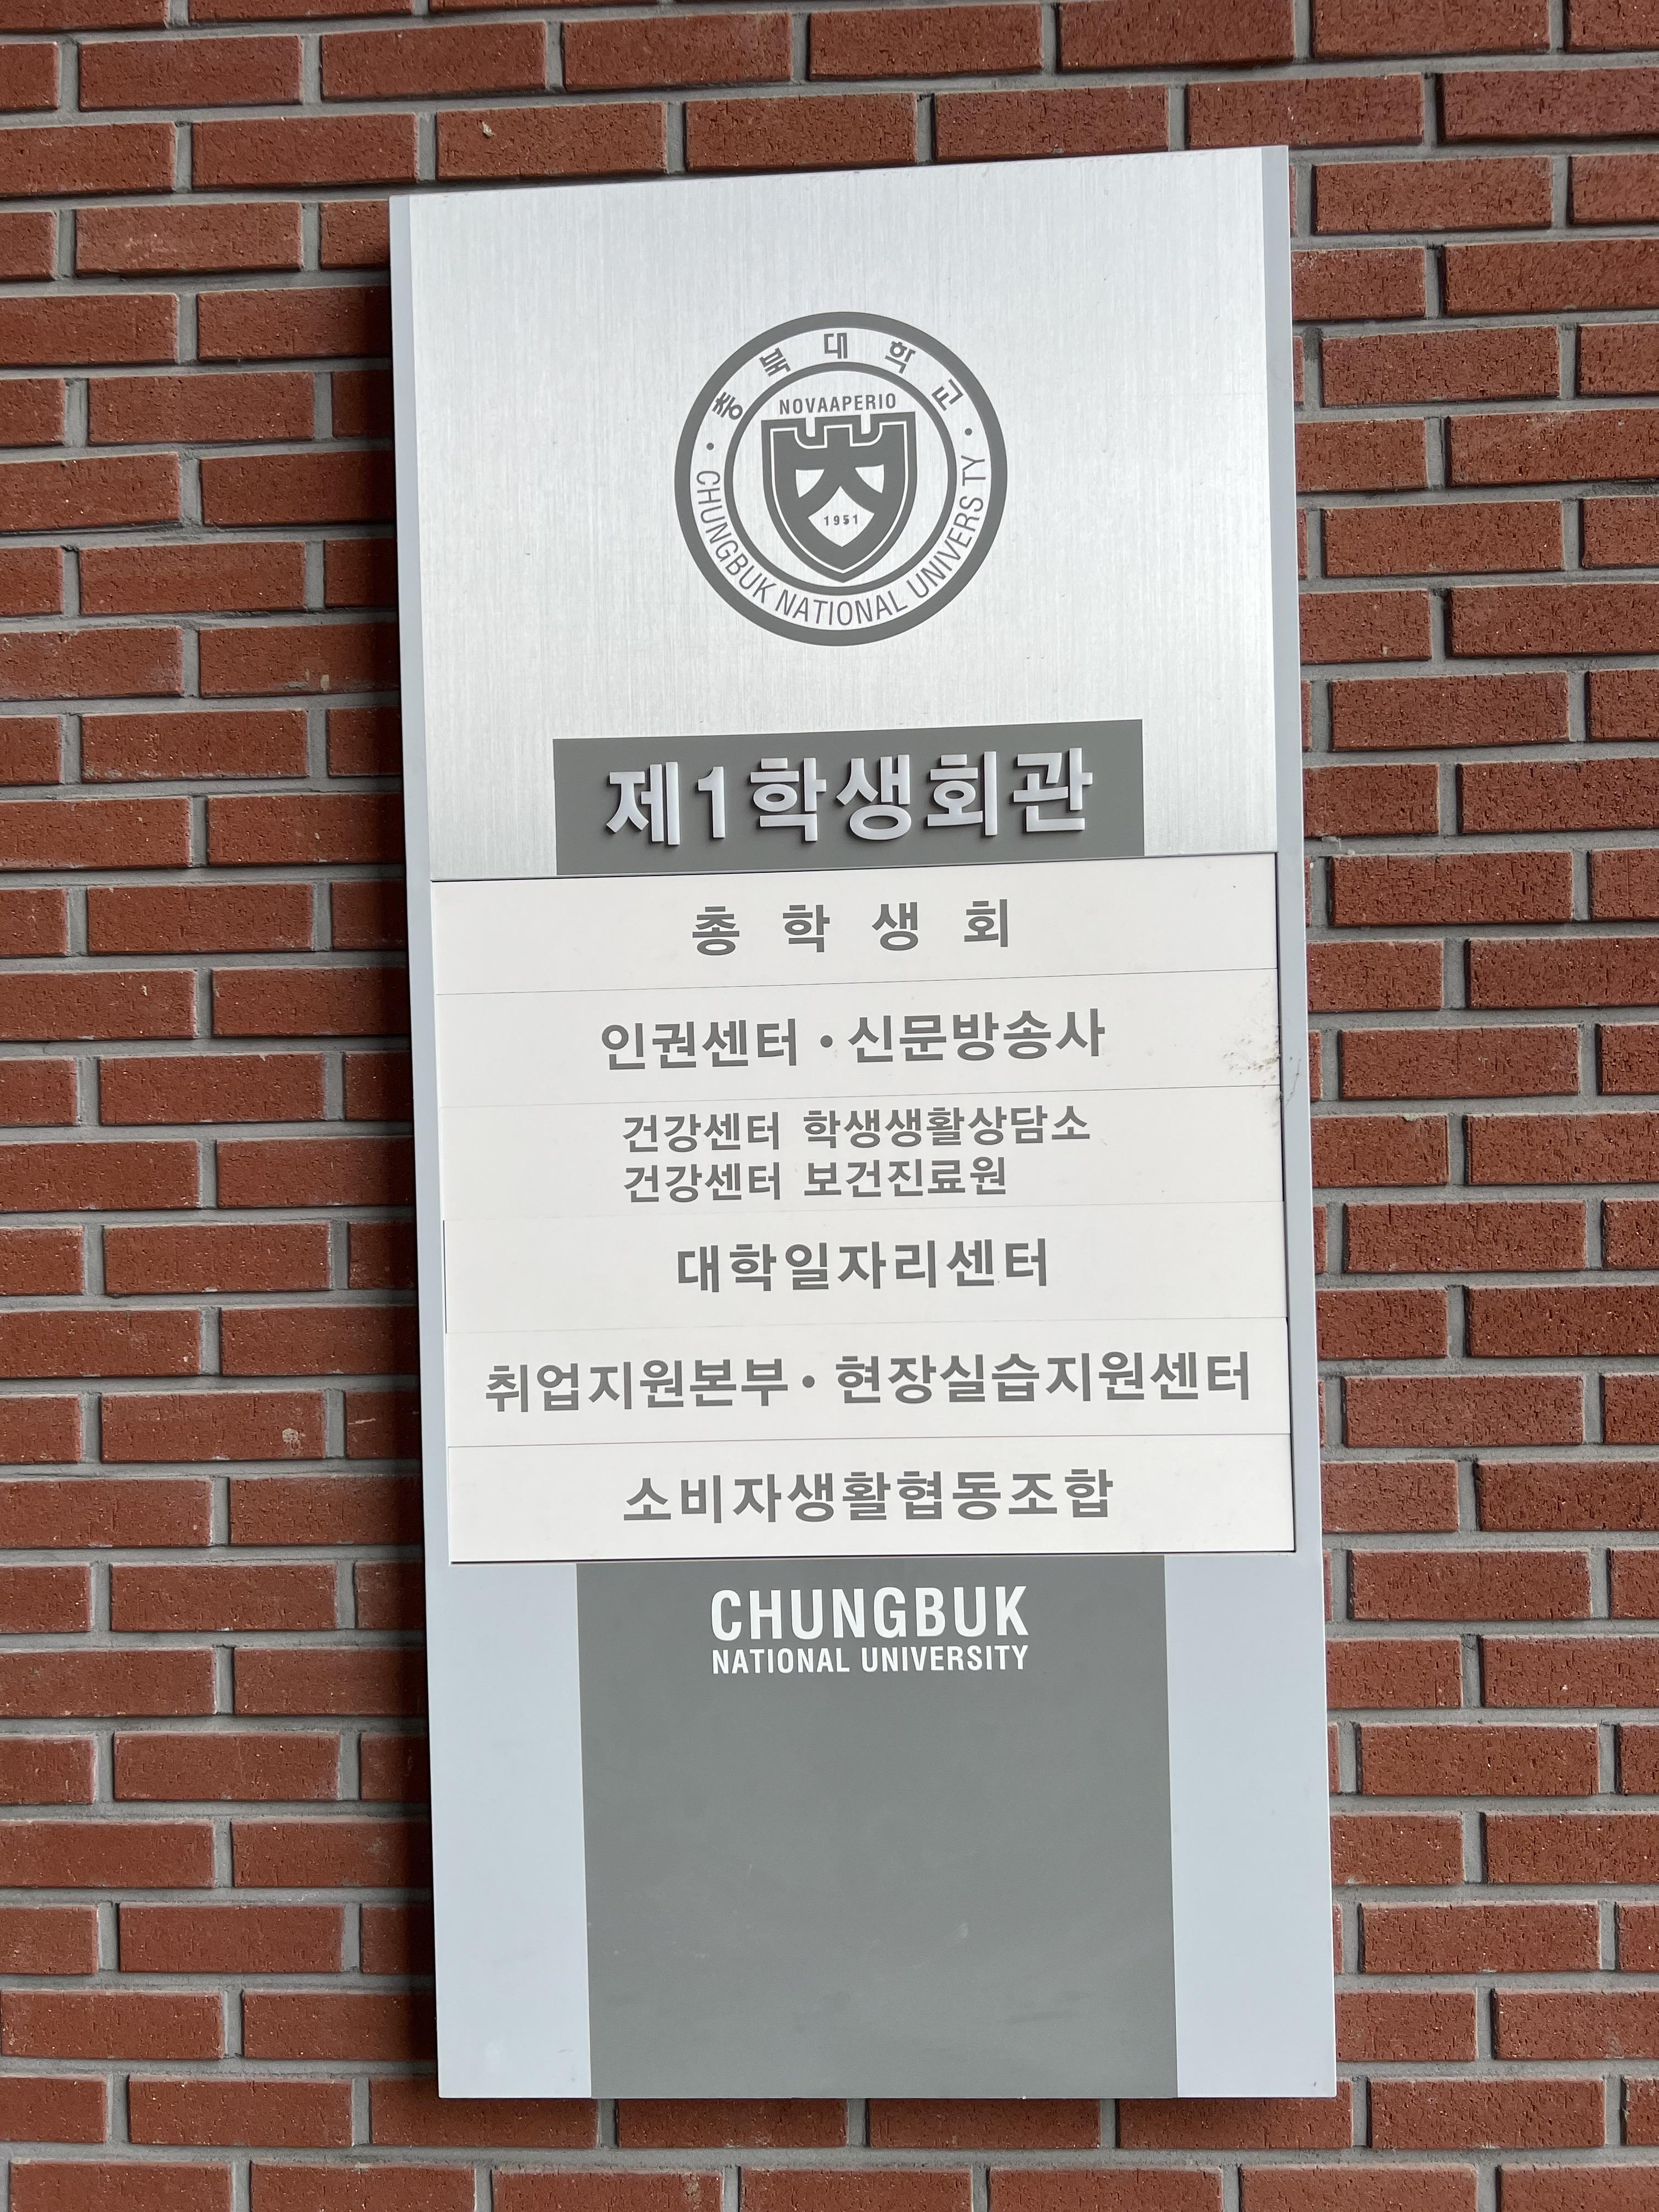 충북대학교
NOVAAPERIO
1951
CHUNGBUK NATIONAL UNIVERS TY
제1학생회관
총 학 생 회
인권센터 • 신문방송사
건강센터 학생생활상담소
건강센터 보건진료원
대학일자리센터
취업지원본부 • 현장실습지원센터
소비자생활협동조합
CHUNGBUK
NATIONAL UNIVERSITY